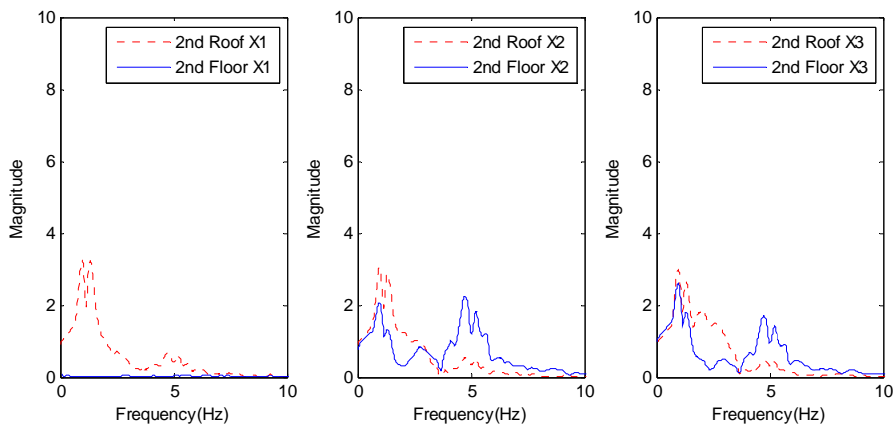 10
8
6
4
2
0
Magnitude
0
5
10
Frequency(Hz)
2nd Roof X1
2nd Floor X1
10
8
6
4
2
0
Magnitude
0
5
10
Frequency(Hz)
2nd Roof X2
2nd Floor X2
10
8
6
4
2
0
Magnitude
0
5
10
Frequency(Hz)
2nd Roof X3
2nd Floor X3